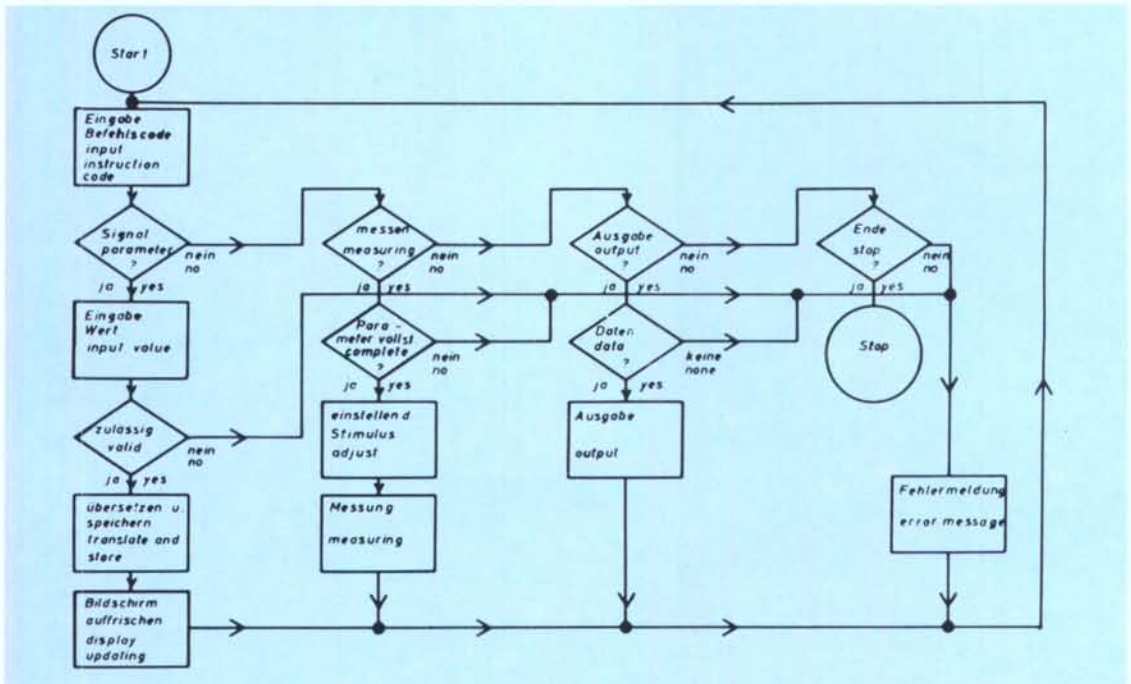 Start
Eingabe
Befehlscode
input
instruction
code
Signal
parameter
?
nein
no
ja yes
messen
measuring
?
nein
no
ja yes
Ausgabe
output
?
nein
no
ja yes
Ende
stop
?
nein
no
ja yes
Eingabe
Wert
input value
Para -
meter vollst.
complete
?
nein
no
ja yes
Daten
data
?
keine
none
ja yes
Stop
zulässig
valid
nein
no
ja yes
einstellend
Stimulus
adjust
Ausgabe
output
übersetzen u.
speichern
translate and
store
Messung
measuring
Fehlermeldung
error message
Bildschirm
auffrischen
display
updating